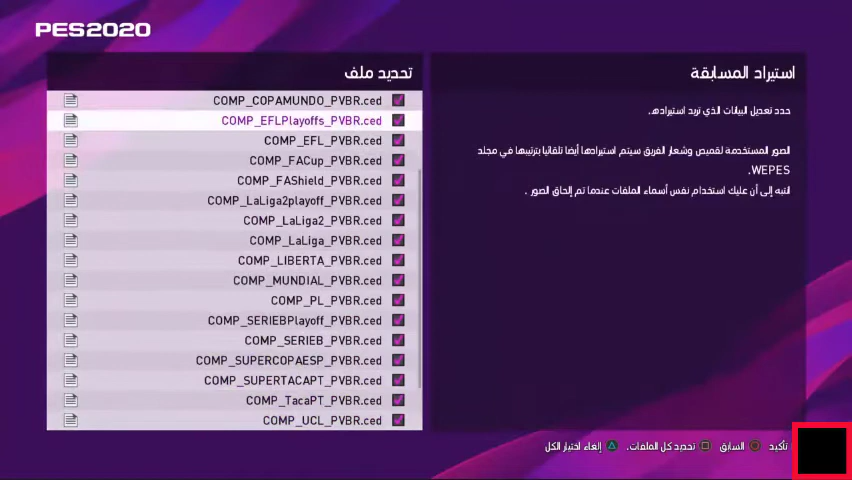 PES2020
استيراد المسابقة
حدد تعديل البيانات الذي تريد استيرادها.
الصور المستخدمة لقميص وشعار الفريق سيتم استيرادها أيضا تلقائيا بترتيبها في مجلد
WEPES.
انتبه إلى أن عليك استخدام نفس أسماء الملفات عندما تم إلحاق الصور .
تحديد ملف
COMP_COPAMUNDO_PVBR.ced
COMP_EFLPlayoffs_PVBR.ced
COMP_EFL_PVBR.ced
COMP_FACup_PVBR.ced
COMP_FAShield_PVBR.ced
COMP_LaLiga2playoff_PVBR.ced
COMP_LaLiga2_PVBR.ced
COMP_LaLiga_PVBR.ced
COMP_LIBERTA_PVBR.ced
COMP_MUNDIAL_PVBR.ced
COMP_PL_PVBR.ced
COMP_SERIEBPlayoff_PVBR.ced
COMP_SERIEB_PVBR.ced
COMP_SUPERCOPAESP_PVBR.ced
COMP_SUPERTACAPT_PVBR.ced
COMP_TacaPT_PVBR.ced
COMP_UCL_PVBR.ced
تأكيد السابق تحديد كل الملفات. إلغاء اختيار الكل